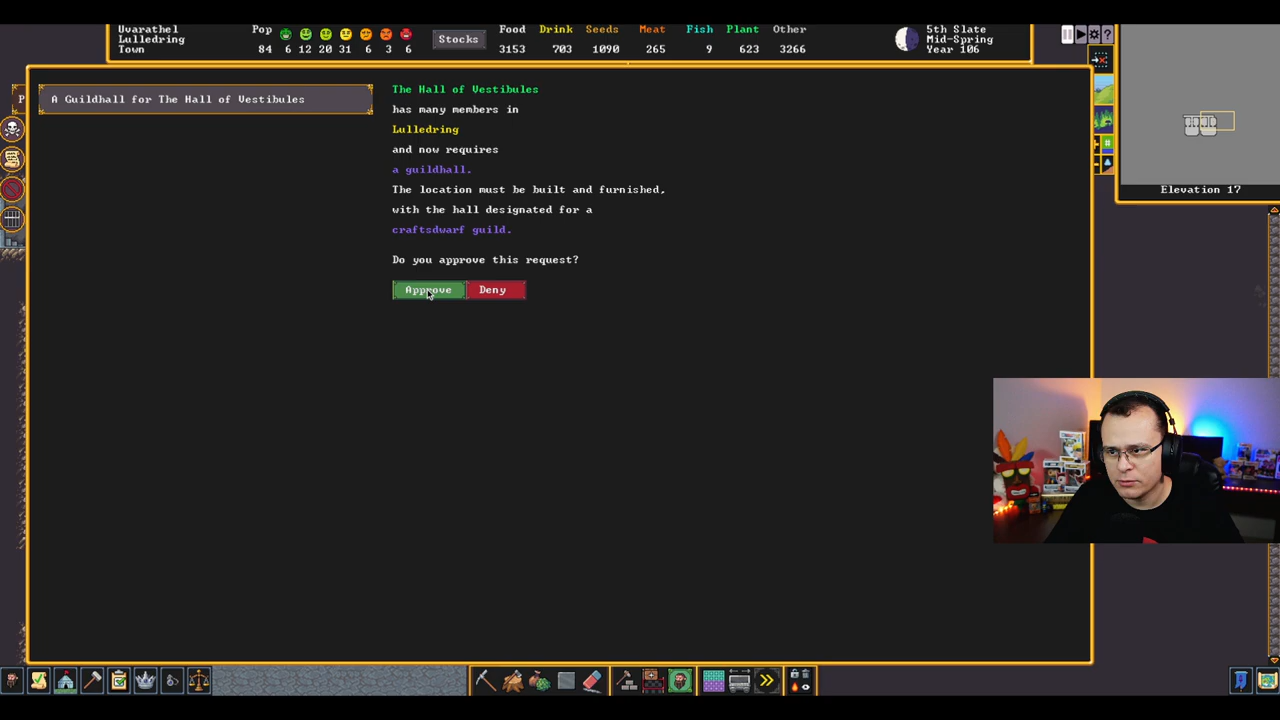 Uvarathel
Lulledring
Town
Pop
84 6 12 20 31 6 3 6
Stocks
Food Drink Seeds Meat Fish Plant Other
3153 703 1090 265 9 623 3266
5th Slate
Mid-Spring
Year 106
?
A Guildhall for The Hall of Vestibules
The Hall of Vestibules
has many members in
Lulledring
and now requires
a guildhall.
The location must be built and furnished,
with the hall designated for a
craftsdwarf guild.
Do you approve this request?
Approve Deny
Elevation 17